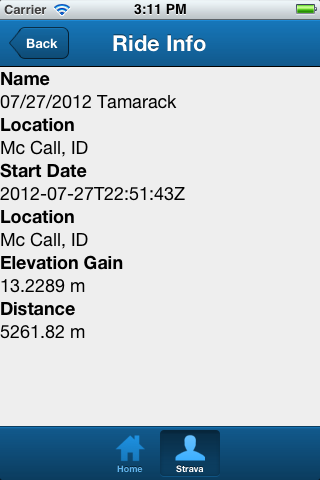 Carrier 3:11 PM
Back Ride Info
Name
07/27/2012 Tamarack
Location
Mc Call, ID
Start Date
2012-07-27T22:51:43Z
Location
Mc Call, ID
Elevation Gain
13.2289 m
Distance
5261.82 m
Home Strava